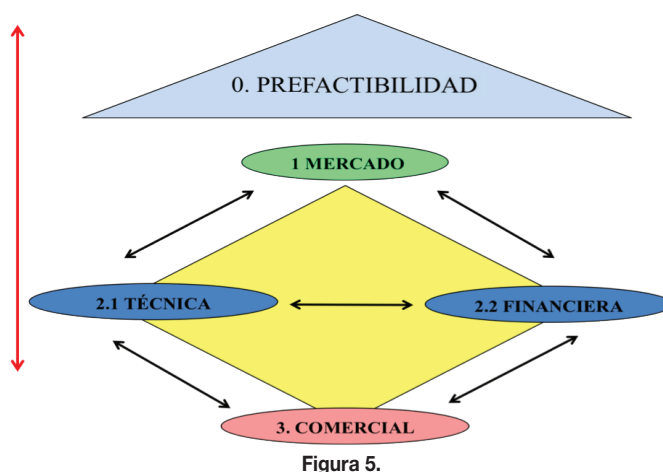 0. PREFACTIBILIDAD
1 MERCADO
2.1 TÉCNICA
2.2 FINANCIERA
3. COMERCIAL
Figura 5.